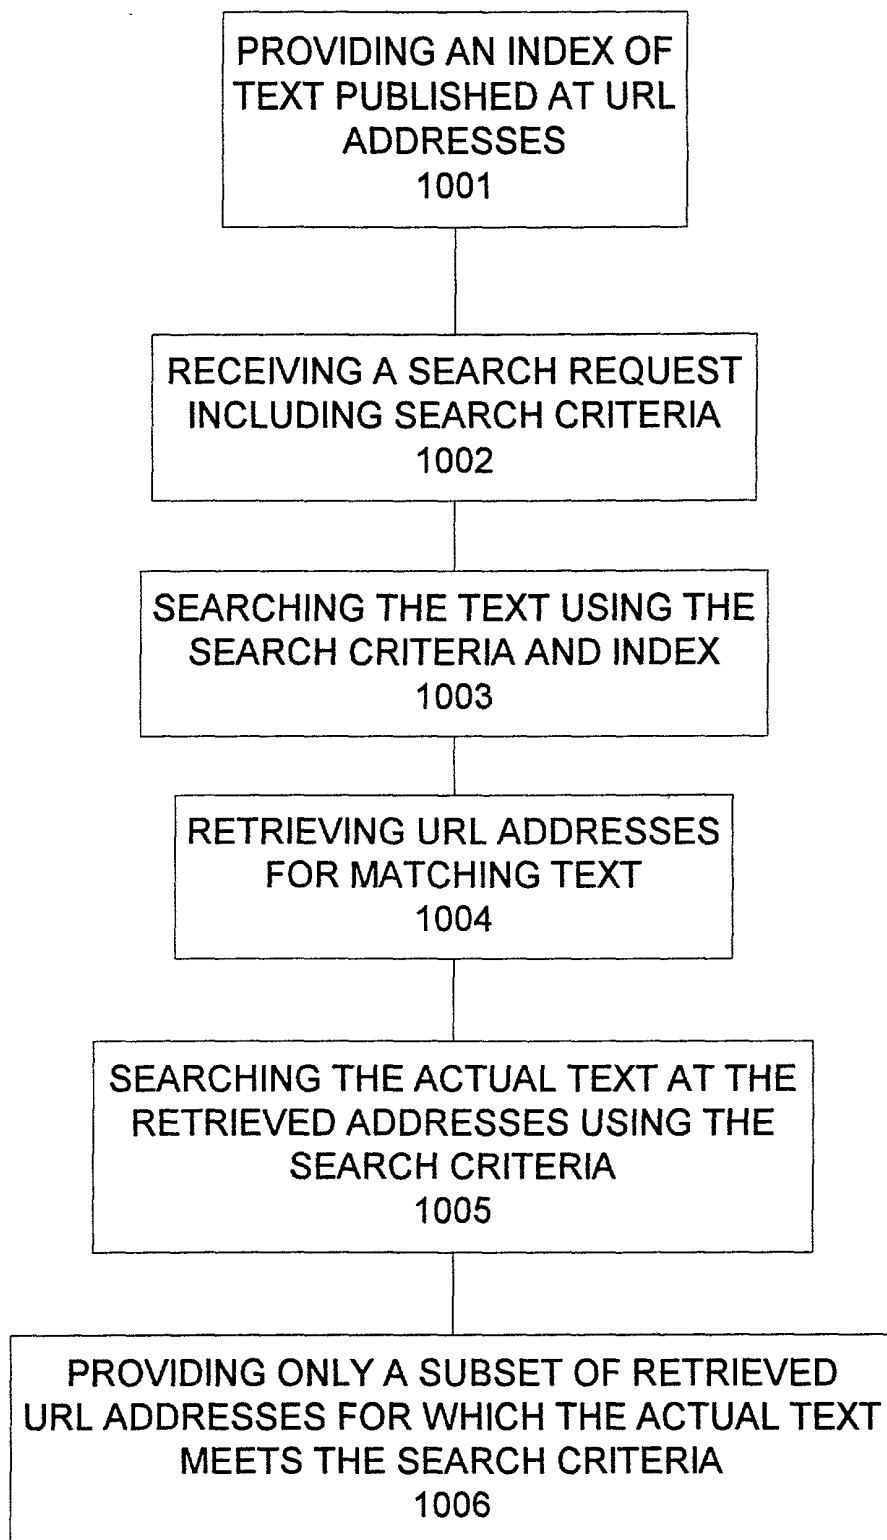 PROVIDING AN INDEX OF
TEXT PUBLISHED AT URL
ADDRESSES
1001
RECEIVING A SEARCH REQUEST
INCLUDING SEARCH CRITERIA
1002
SEARCHING THE TEXT USING THE
SEARCH CRITERIA AND INDEX
1003
RETRIEVING URL ADDRESSES
FOR MATCHING TEXT
1004
SEARCHING THE ACTUAL TEXT AT THE
RETRIEVED ADDRESSES USING THE
SEARCH CRITERIA
1005
PROVIDING ONLY A SUBSET OF RETRIEVED
URL ADDRESSES FOR WHICH THE ACTUAL TEXT
MEETS THE SEARCH CRITERIA
1006